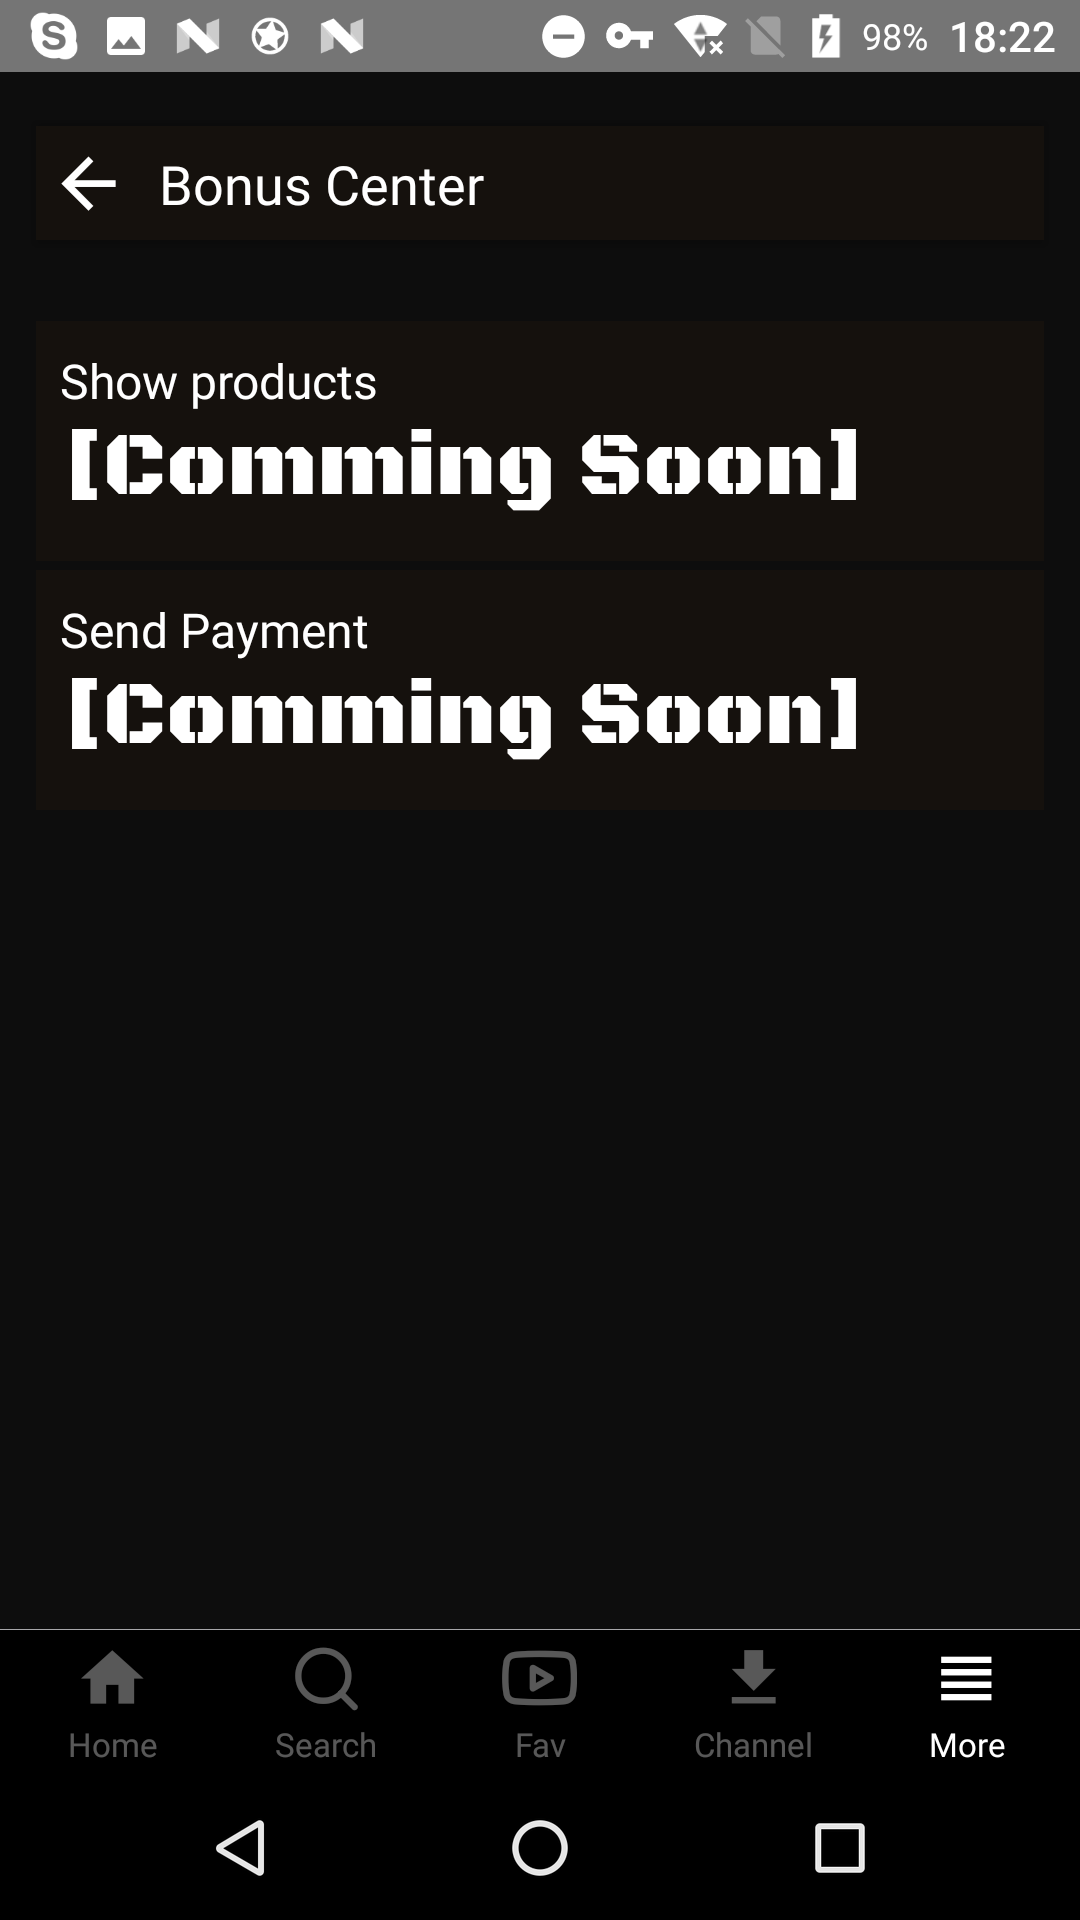 98% 18:22
Bonus Center
Show products
[Comming Soon]
Send Payment
[Comming Soon]
Home Search Fav Channel More